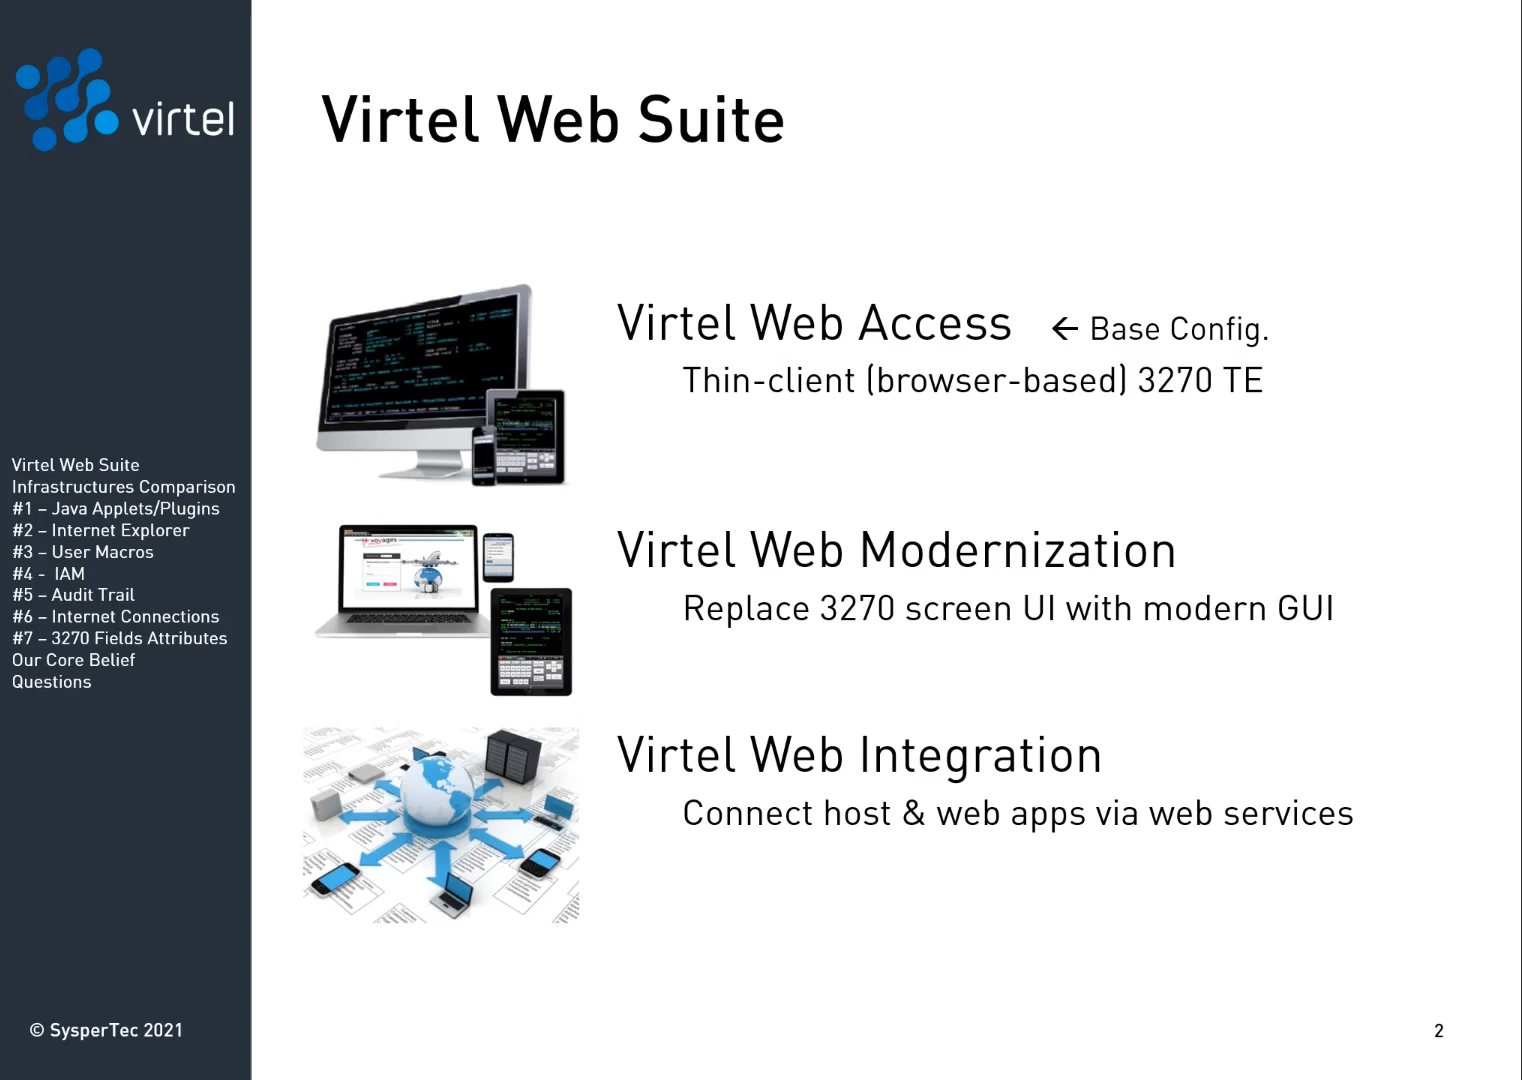 virtel
Virtel Web Suite
Virtel Web Access ← Base Config.
Thin-client (browser-based) 3270 TE
Virtel Web Suite
Infrastructures Comparison
#1 – Java Applets/Plugins
#2 – Internet Explorer
#3 – User Macros
#4 - IAM
#5 – Audit Trail
#6 – Internet Connections
#7 – 3270 Fields Attributes
Our Core Belief
Questions
voyages
Virtel Web Modernization
Replace 3270 screen UI with modern GUI
Virtel Web Integration
Connect host & web apps via web services
© SysperTec 2021
2